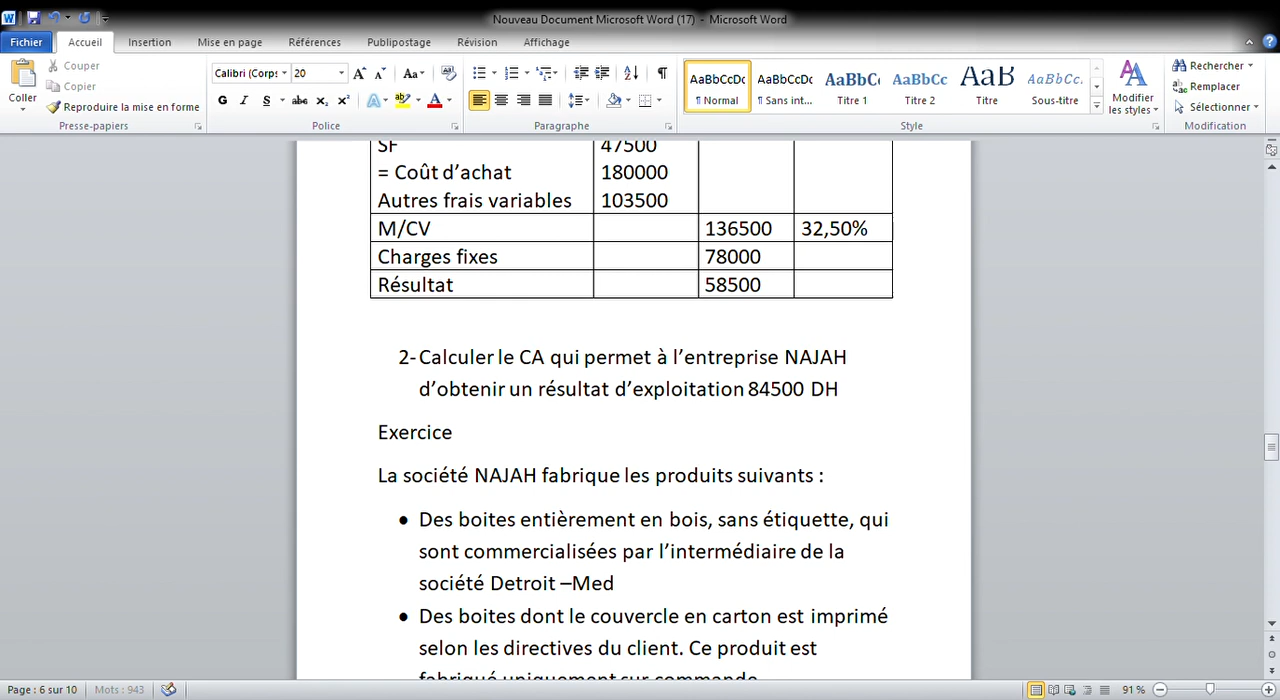 Nouveau Document Microsoft Word (17) - Microsoft Word
Fichier Accueil Insertion Mise en page Références Publipostage Révision Affichage
Coller
Couper
Copier
Reproduire la mise en forme
Presse-papiers
Calibri (Corps 20
G I S abc x₂ x²
Police
Paragraphe
AaBbCcDc AaBbCcDc AaBbC AaBbCc AaB AaBbCc.
¶ Normal ¶ Sans int... Titre 1 Titre 2 Titre Sous-titre
Style
Modifier
les styles
Rechercher
Remplacer
Sélectionner
Modification
SF 47500
= Coût d’achat 180000
Autres frais variables 103500
M/CV 136500 32,50%
Charges fixes 78000
Résultat 58500
2- Calculer le CA qui permet à l’entreprise NAJAH
d’obtenir un résultat d’exploitation 84500 DH
Exercice
La société NAJAH fabrique les produits suivants :
• Des boites entièrement en bois, sans étiquette, qui
sont commercialisées par l’intermédiaire de la
société Detroit –Med
• Des boites dont le couvercle en carton est imprimé
selon les directives du client. Ce produit est
fabriqué uniquement sur commande
Page : 6 sur 10 Mots : 943 91 %